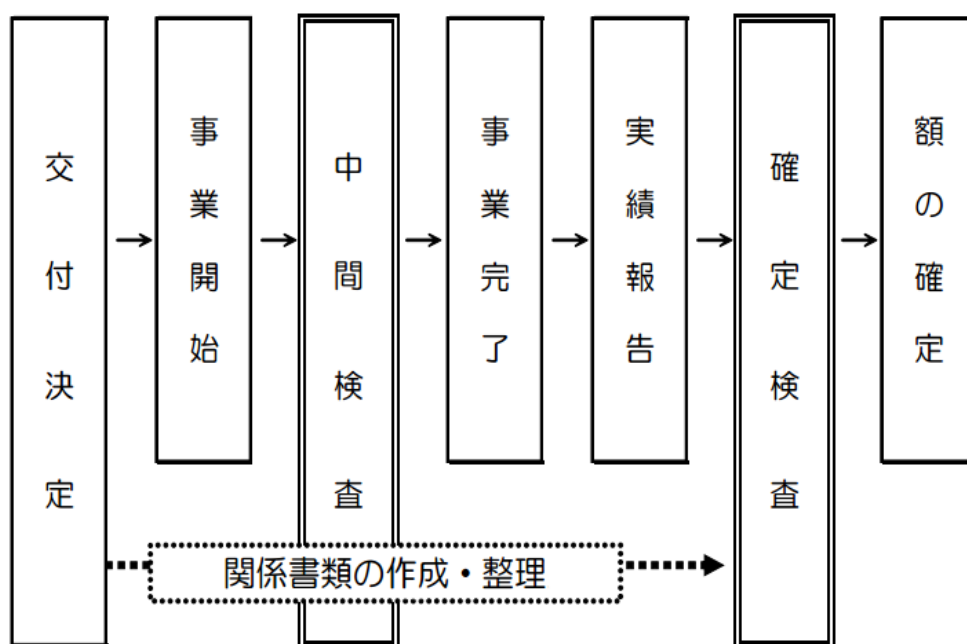 交付決定
事業開始
中間検査
事業完了
実績報告
確定検査
額の確定
関係書類の作成・整理